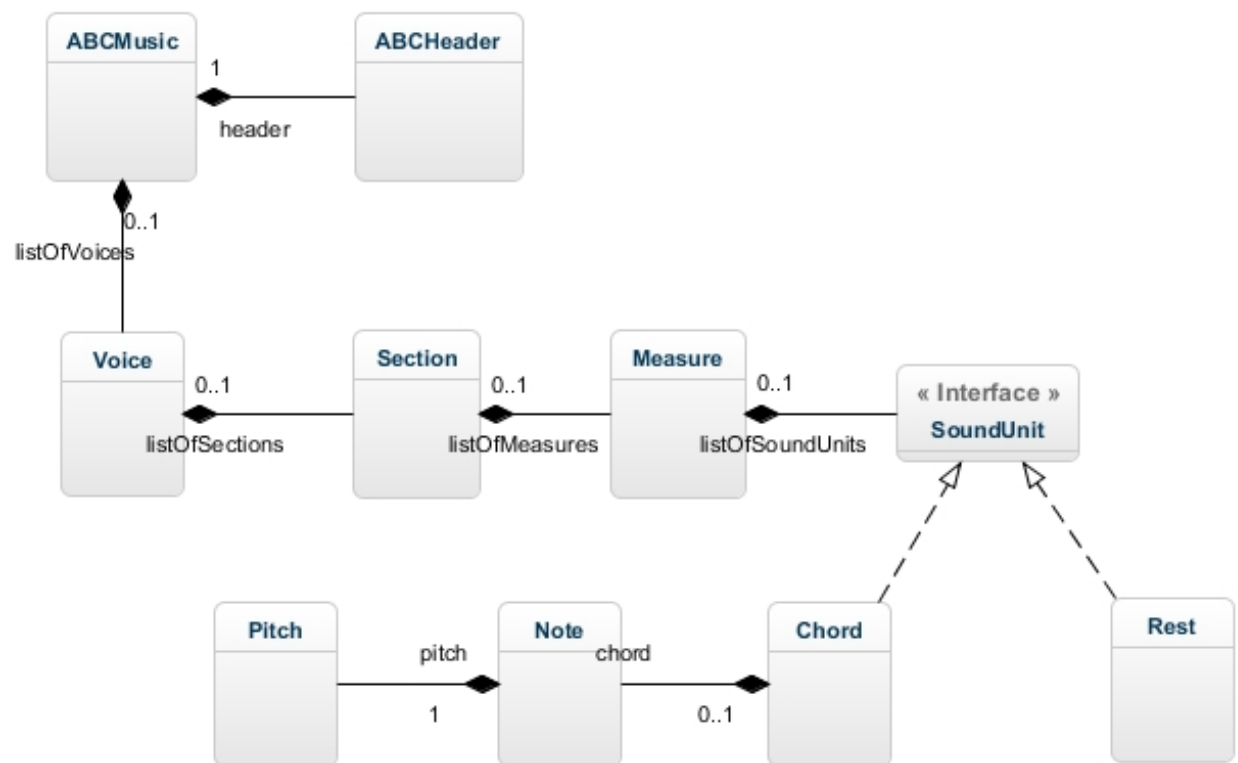 ABCMusic
ABCHeader
1
header
0..1
listOfVoices
Voice
Section
Measure
« Interface »
SoundUnit
0..1
0..1
0..1
listOfSections
listOfMeasures
listOfSoundUnits
Pitch
Note
Chord
Rest
pitch
chord
1
0..1